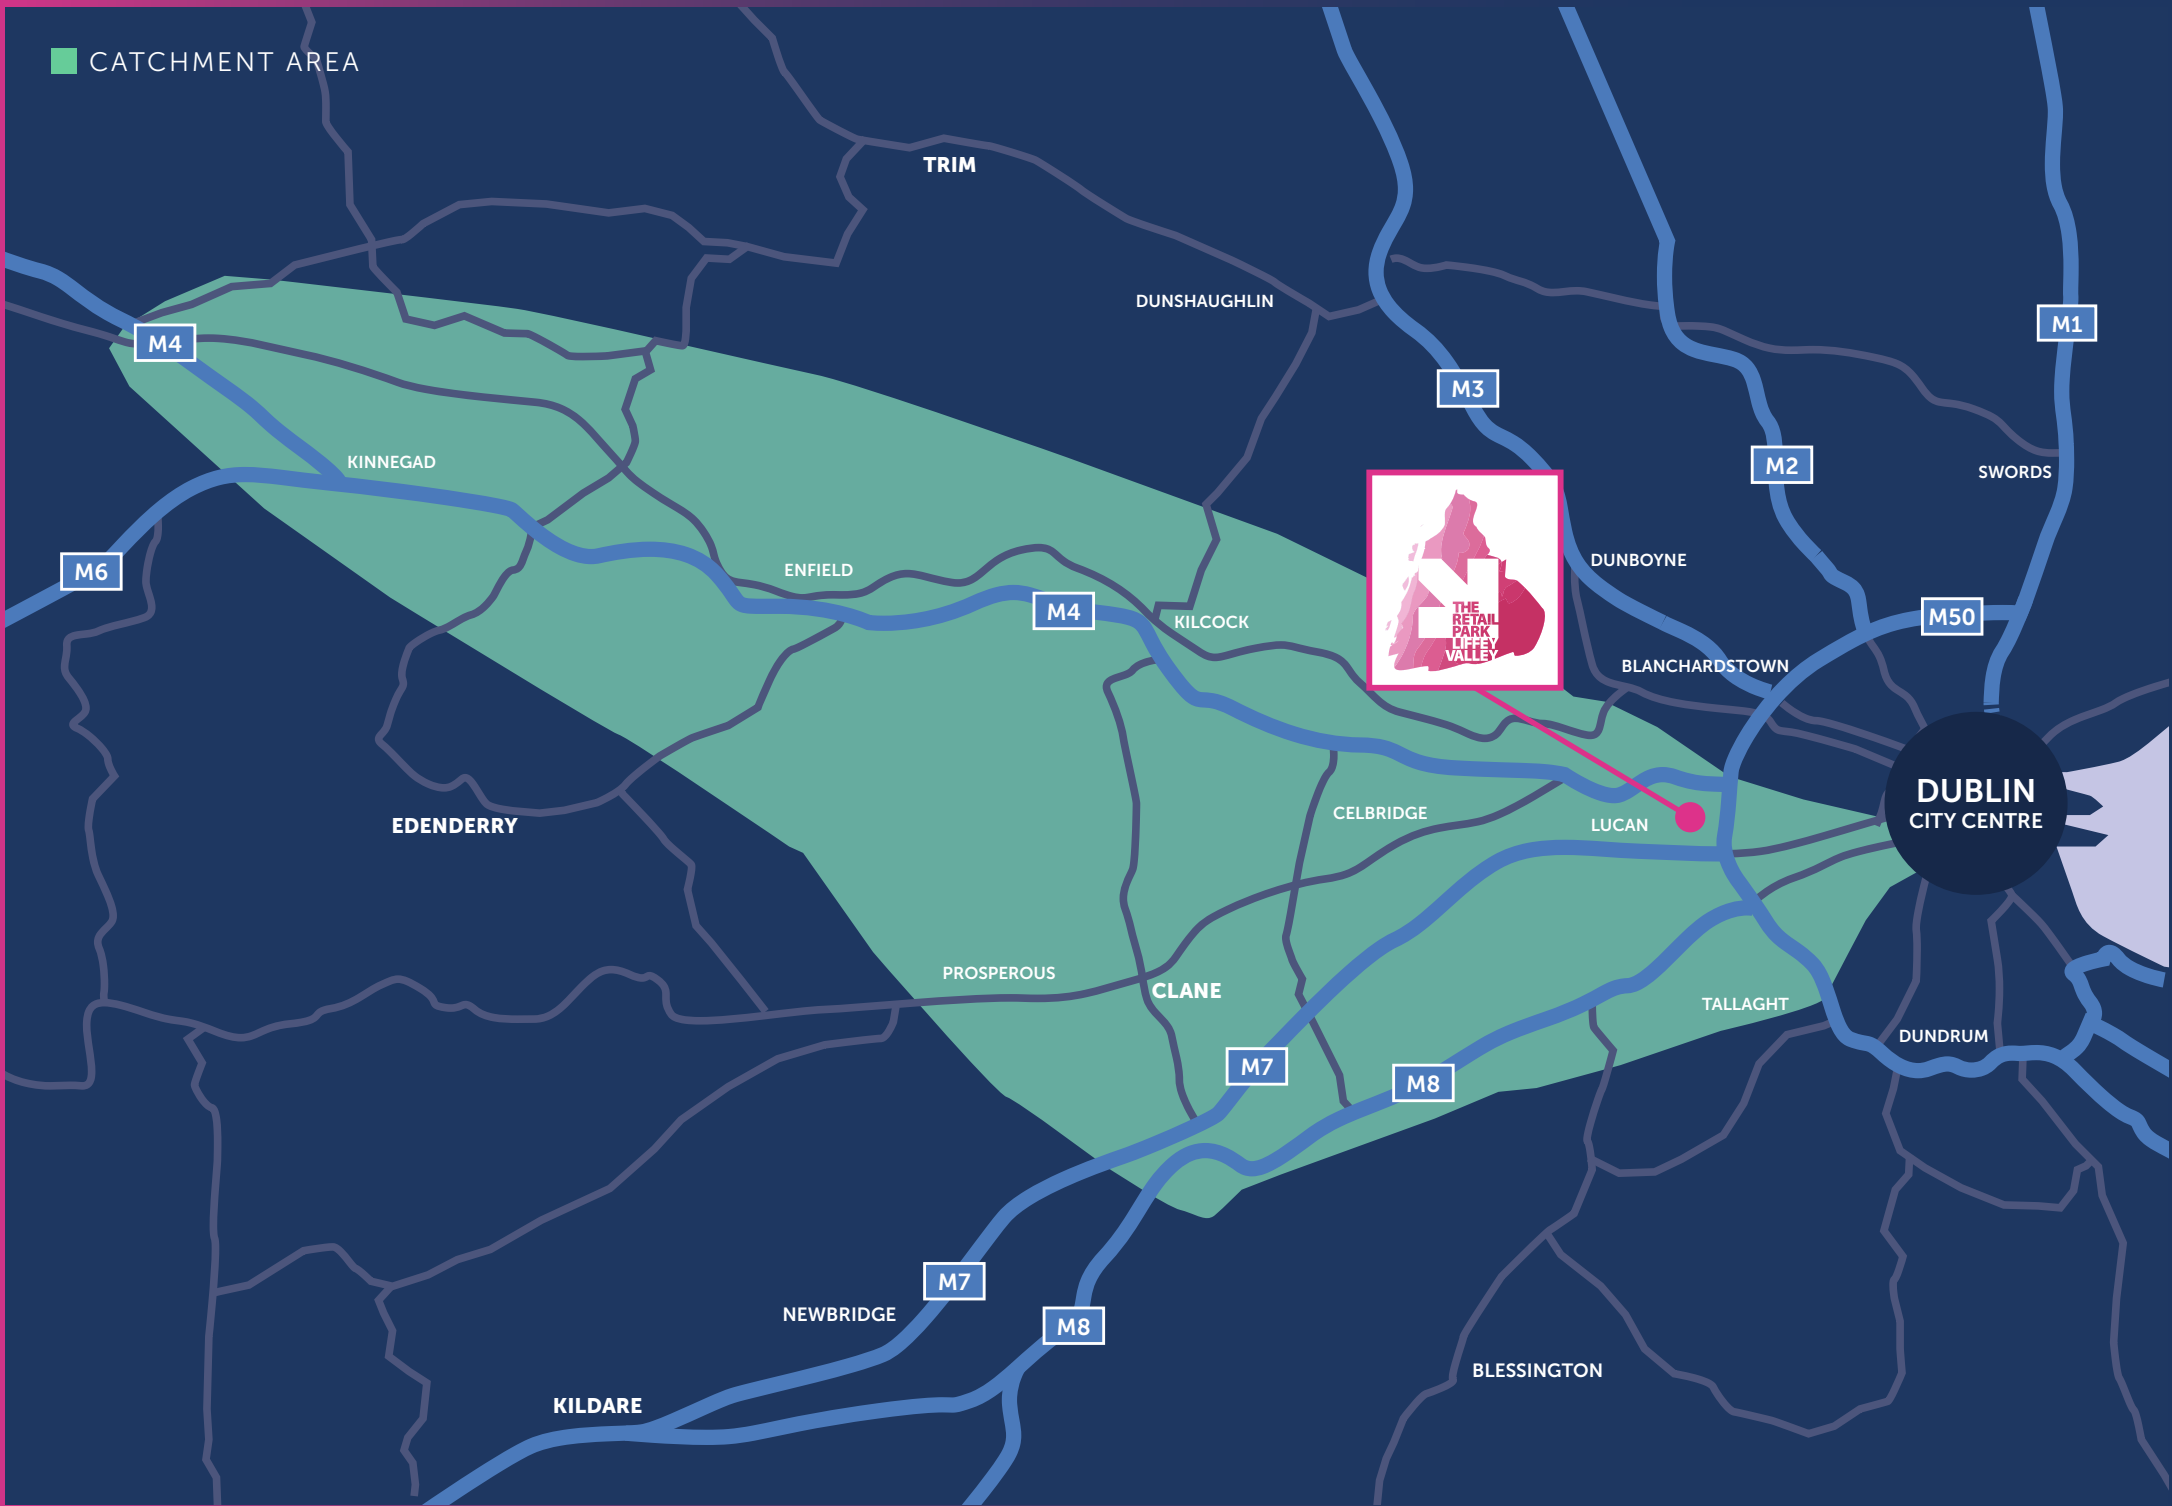 CATCHMENT AREA
TRIM
DUNSHAUGHLIN
M4
M1
M3
KINNEGAD
M2
SWORDS
M6
ENFIELD
DUNBOYNE
M4
KILCOCK
THE
RETAIL
PARK
LIFFEY
VALLEY
M50
BLANCHARDSTOWN
DUBLIN
CITY CENTRE
CELBRIDGE
LUCAN
EDENDERRY
PROSPEROUS
CLANE
TALLAGHT
DUNDRUM
M7
M8
M7
NEWBRIDGE
M8
BLESSINGTON
KILDARE